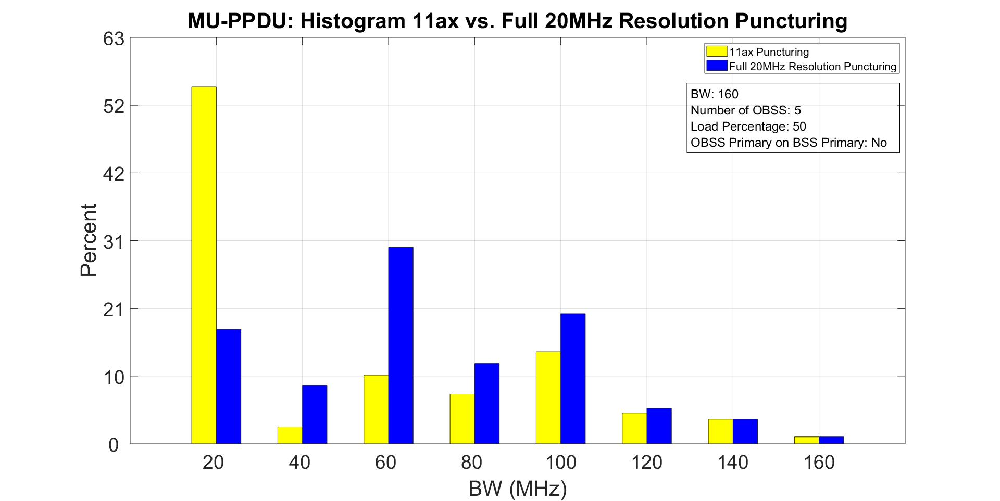 MU-PPDU: Histogram 11ax vs. Full 20MHz Resolution Puncturing
63
52
42
31
21
10
0
Percent
11ax Puncturing
Full 20MHz Resolution Puncturing
BW: 160
Number of OBSS: 5
Load Percentage: 50
OBSS Primary on BSS Primary: No
20 40 60 80 100 120 140 160
BW (MHz)